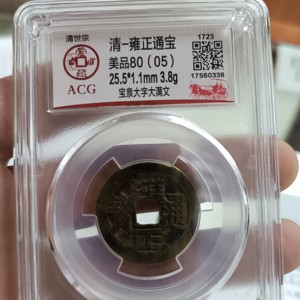 清世宗
ACG
清-雍正通宝
美品80(05)
25.5*1.1mm 3.8g
宝泉大字大满文
1723
17560338